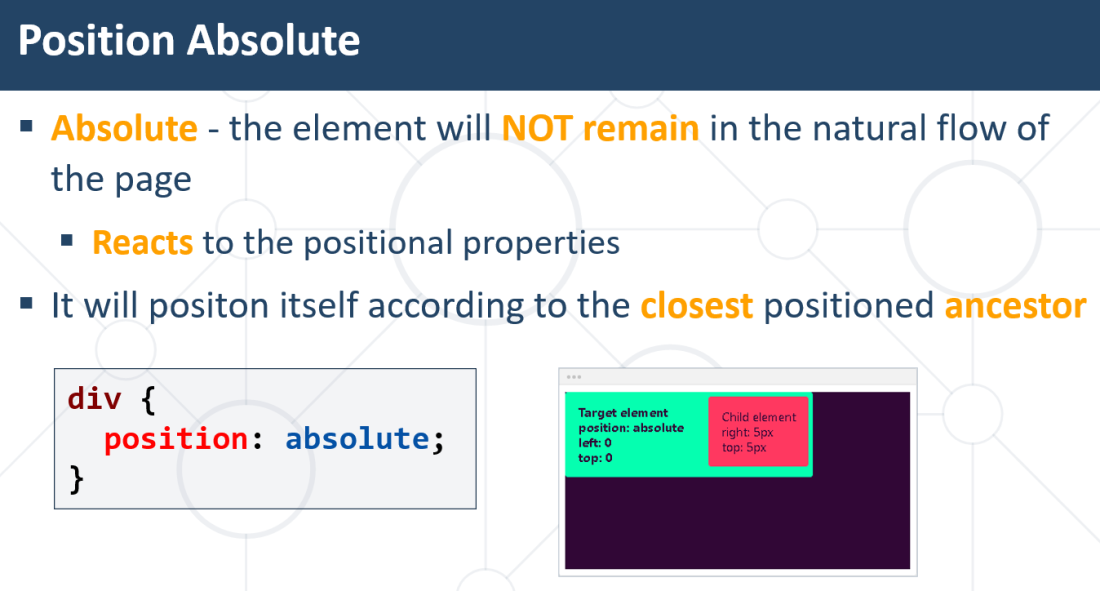 Position Absolute
▪ Absolute - the element will NOT remain in the natural flow of
the page
▪ Reacts to the positional properties
▪ It will positon itself according to the closest positioned ancestor
div {
position: absolute;
}
Target element
position: absolute
left: 0
top: 0
Child element
right: 5px
top: 5px